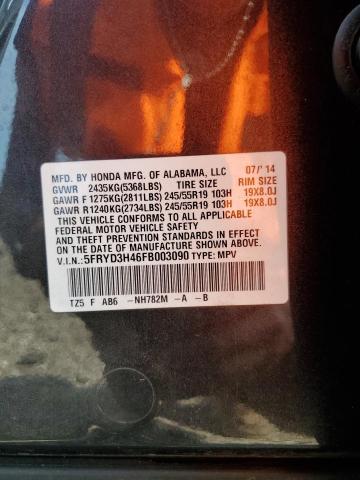 MFD. BY HONDA MFG. OF ALABAMA, LLC 07/'14
GVWR 2435KG(5368LBS) TIRE SIZE RIM SIZE
GAWR F 1275KG(2811LBS) 245/55R19 103H 19X8.0J
GAWR R1240KG(2734LBS) 245/55R19 103H 19X8.0J
THIS VEHICLE CONFORMS TO ALL APPLICABLE
FEDERAL MOTOR VEHICLE SAFETY
AND THEFT PREVENTION STANDARDS IN EFFECT
ON THE DATE OF MANUFACTURE SHOWN ABOVE.
V.I.N.: 5FRYD3H46FB003090 TYPE: MPV
TZ5 F AB6 -NH782M -A -B